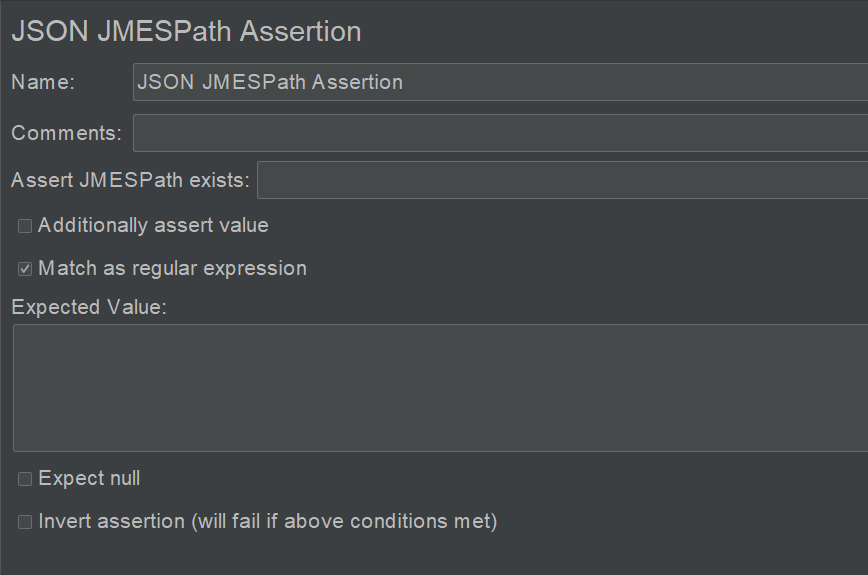 JSON JMESPath Assertion
Name: JSON JMESPath Assertion
Comments:
Assert JMESPath exists:
Additionally assert value
Match as regular expression
Expected Value:
Expect null
Invert assertion (will fail if above conditions met)